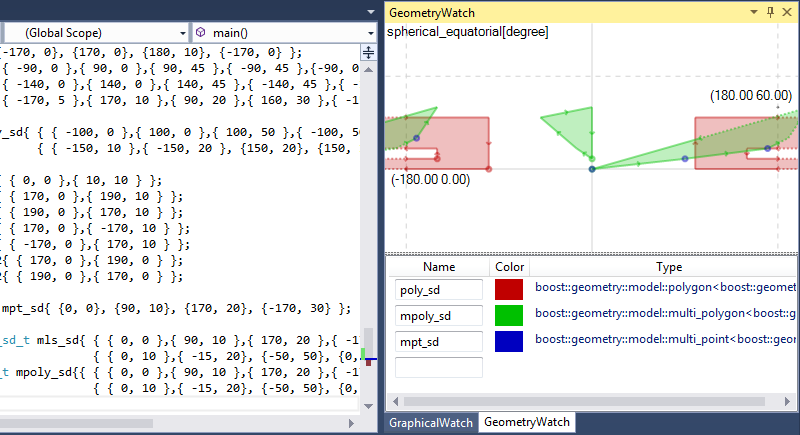 (Global Scope)
main()
{-170, 0}, {170, 0}, {180, 10}, {-170, 0} };
{ -90, 0 },{ 90, 0 },{ 90, 45 },{ -90, 45 },{-90, 0
{ -140, 0 },{ 140, 0 },{ 140, 45 },{ -140, 45 },{ -
{ -170, 5 },{ 170, 10 },{ 90, 20 },{ 160, 30 },{ -1
y_sd{ { { -100, 0 },{ 100, 0 },{ 100, 50 },{ -100, 50
{ { -150, 10 },{ -150, 20 }, {150, 20}, {150,
{ { 0, 0 },{ 10, 10 } };
{ { 170, 0 },{ 190, 10 } };
{ { 190, 0 },{ 170, 10 } };
{ { 170, 0 },{ -170, 10 } };
{ { -170, 0 },{ 170, 10 } };
2{ { 170, 0 },{ 190, 0 } };
2{ { 190, 0 },{ 170, 0 } };
mpt_sd{ {0, 0}, {90, 10}, {170, 20}, {-170, 30} };
_sd_t mls_sd{ { { 0, 0 },{ 90, 10 },{ 170, 20 },{ -1
{ { 0, 10 },{ -15, 20}, {-50, 50}, {0,
_t mpoly_sd{{ { { 0, 0 },{ 90, 10 },{ 170, 20 },{ -1
{ { 0, 10 },{ -15, 20}, {-50, 50}, {0,
GeometryWatch
spherical_equatorial[degree]
(180.00 60.00)
(-180.00 0.00)
Name Color Type
poly_sd boost::geometry::model::polygon<boost::geomet
mpoly_sd boost::geometry::model::multi_polygon<boost::g
mpt_sd boost::geometry::model::multi_point<boost::geo
GraphicalWatch GeometryWatch